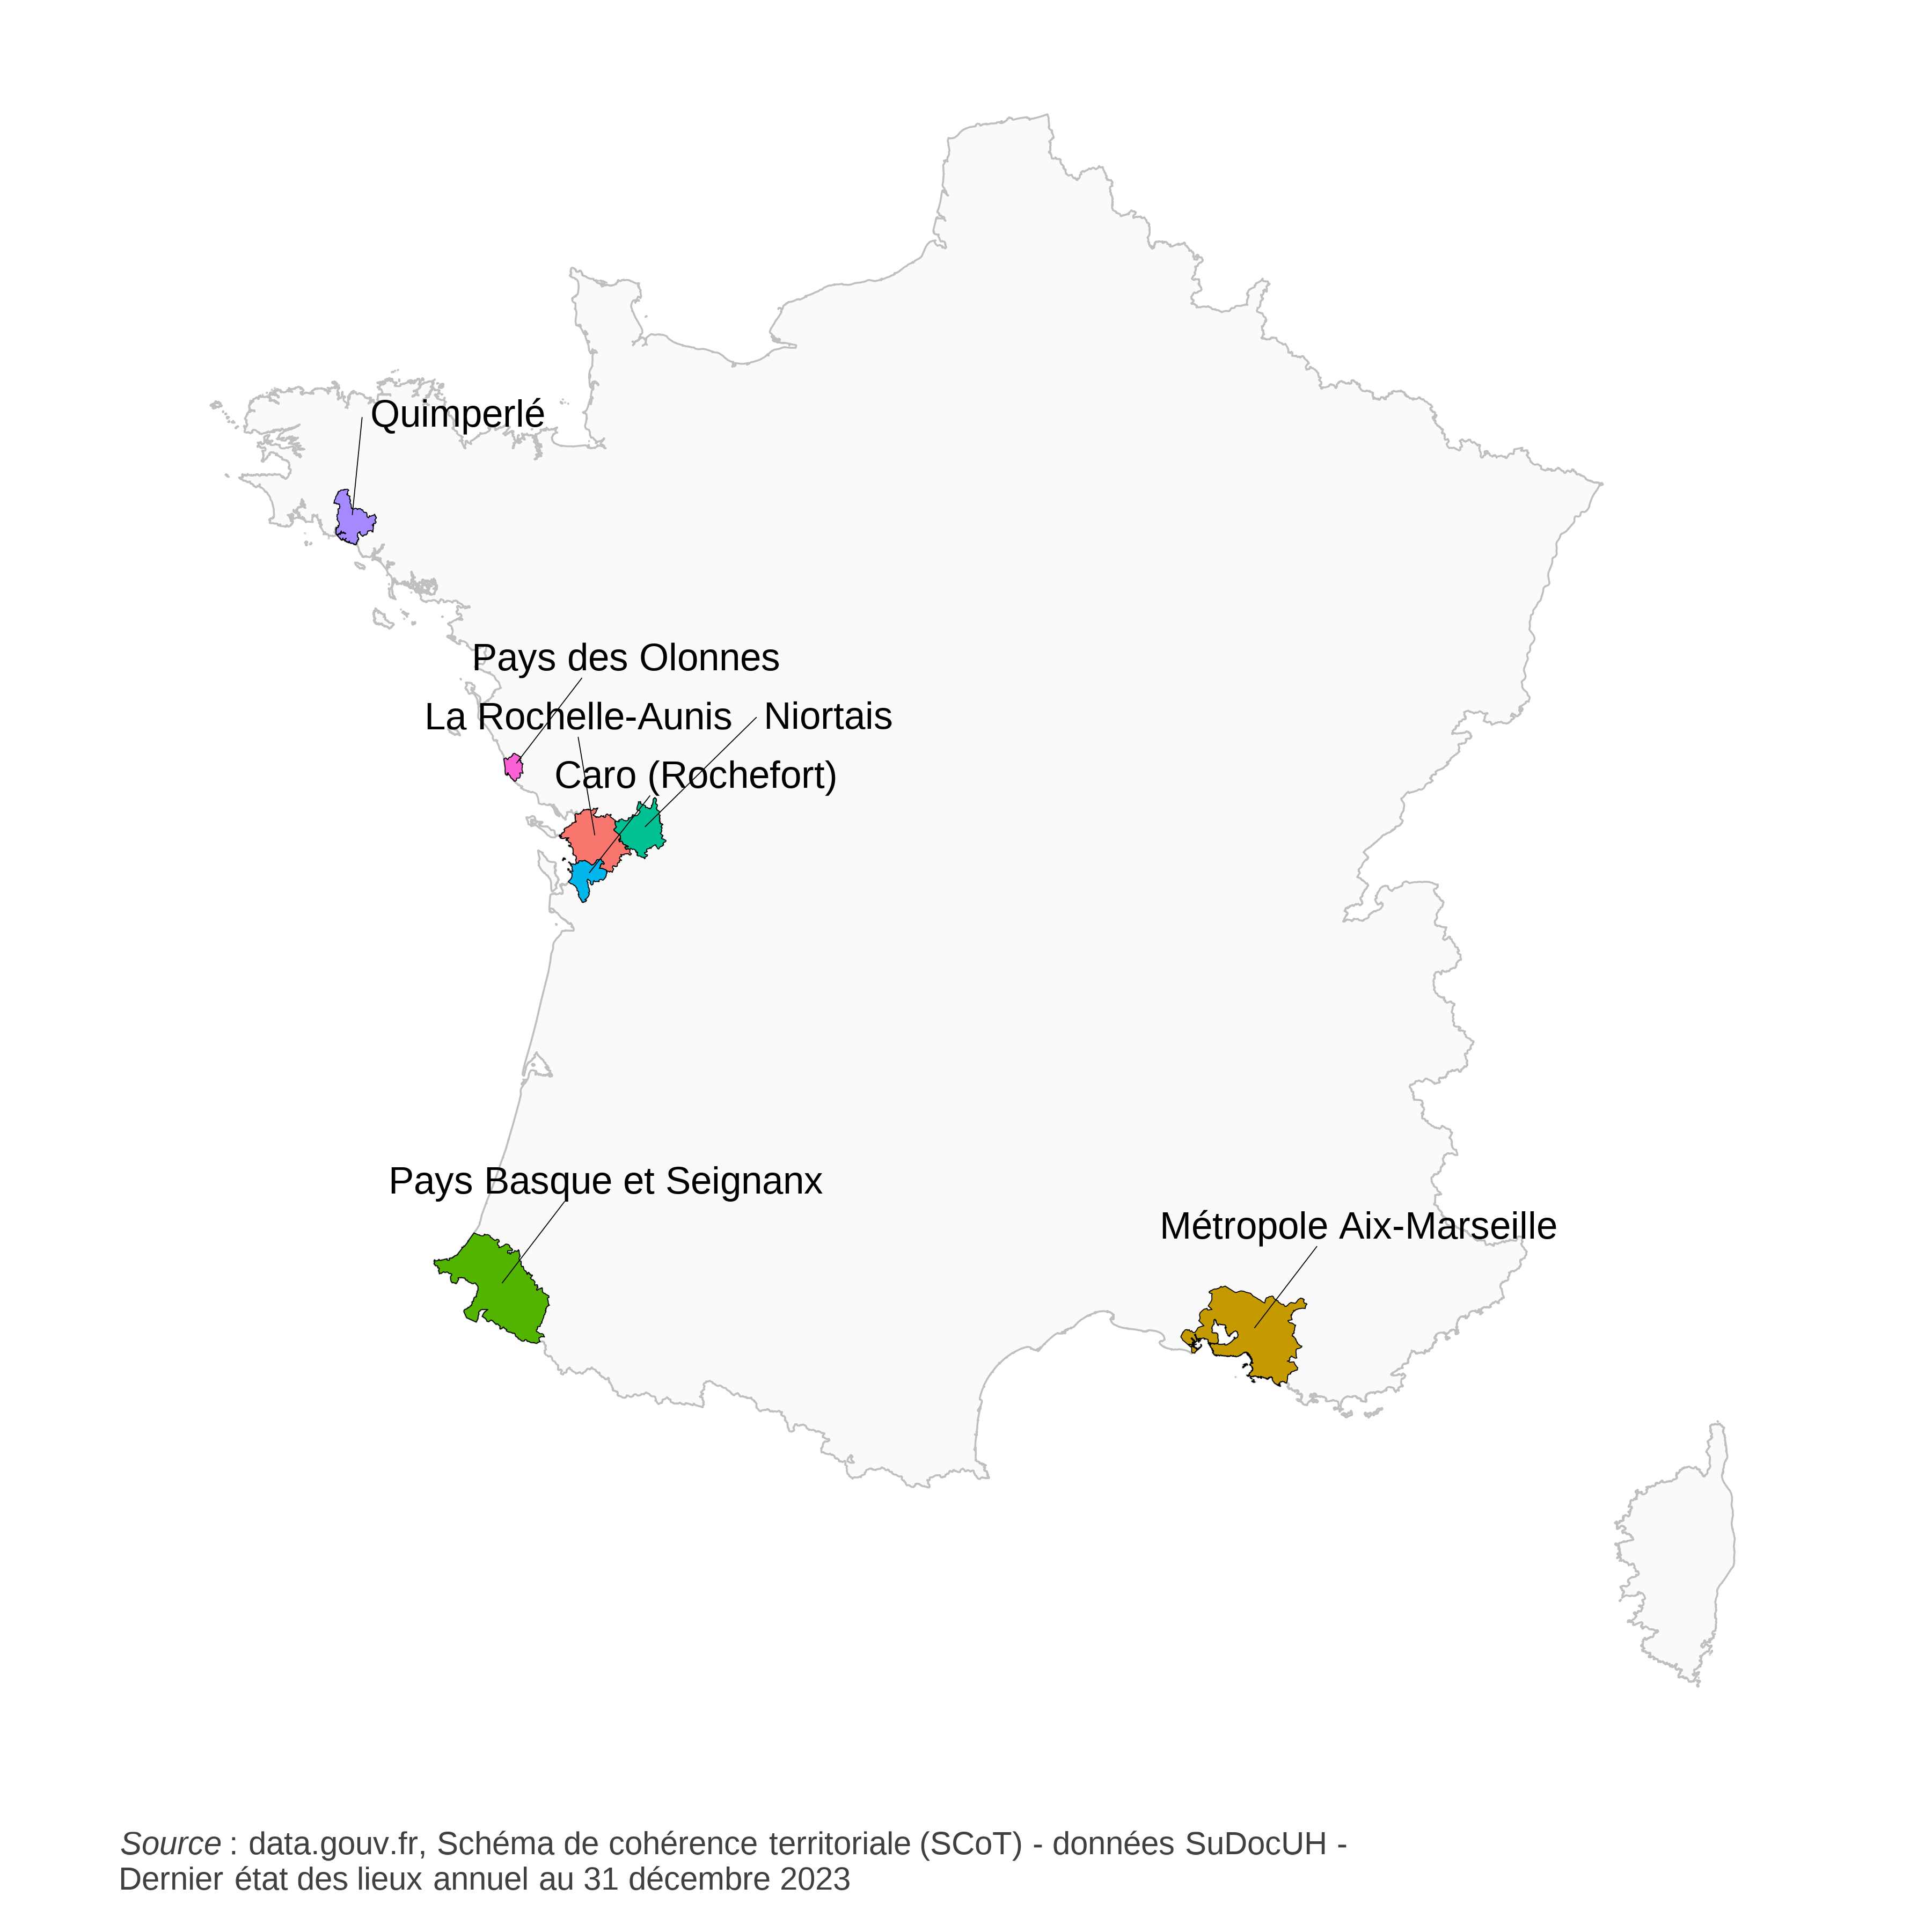 Quimperlé
Pays des Olonnes
La Rochelle-Aunis
Niortais
Caro (Rochefort)
Pays Basque et Seignanx
Métropole Aix-Marseille
Source : data.gouv.fr, Schéma de cohérence territoriale (SCoT) - données SuDocUH -
Dernier état des lieux annuel au 31 décembre 2023